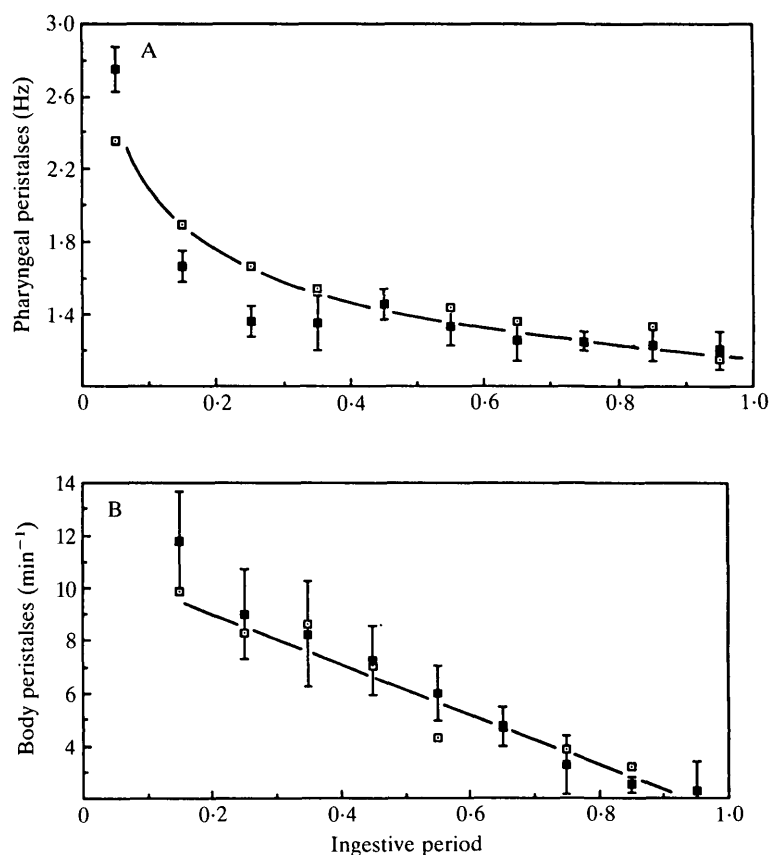 3·0
A
2·6
2·2
1·8
1·4
Pharyngeal peristalses (Hz)
0 0·2 0·4 0·6 0·8 1·0
14
B
12
10
8
6
4
Body peristalses (min⁻¹)
0 0·2 0·4 0·6 0·8 1·0
Ingestive period